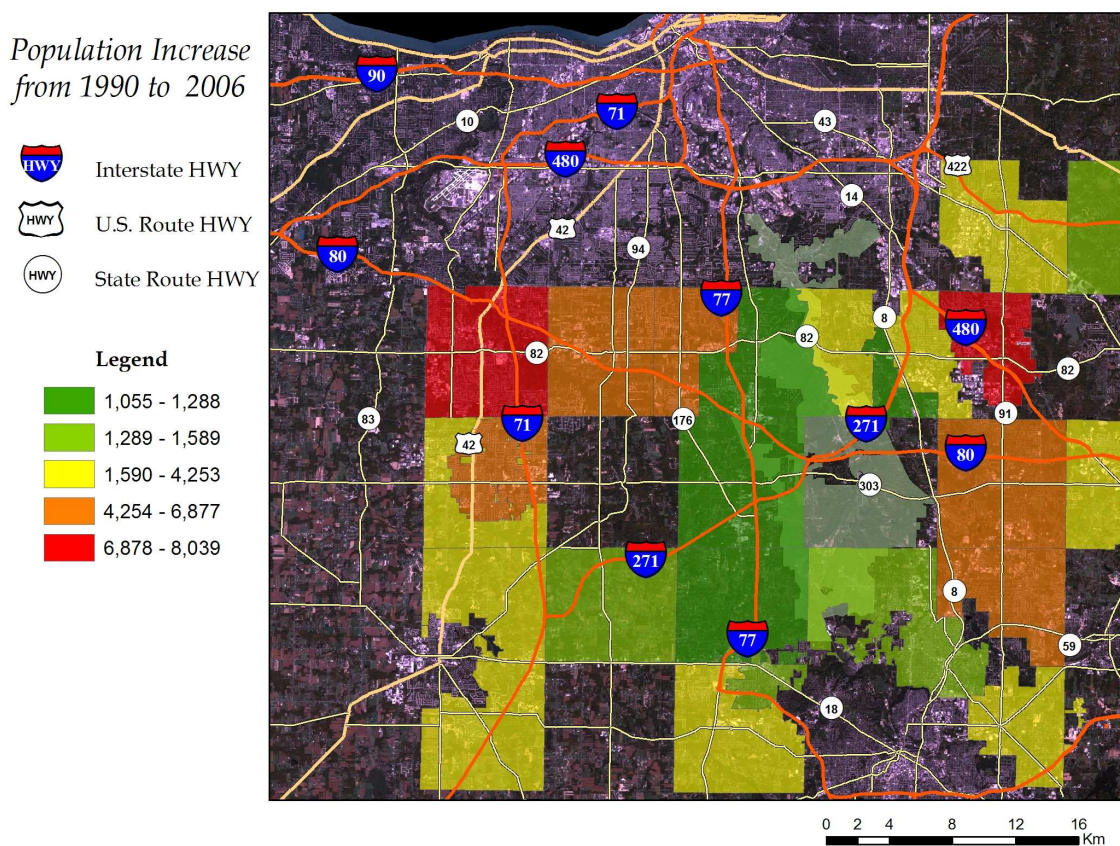 Population Increase
from 1990 to 2006
HWY Interstate HWY
HWY U.S. Route HWY
HWY State Route HWY
Legend
1,055 - 1,288
1,289 - 1,589
1,590 - 4,253
4,254 - 6,877
6,878 - 8,039
90
71
10
43
480
422
14
42
94
80
77
8
480
82
82
82
83
71
176
271
91
42
80
303
271
8
77
59
18
0 2 4 8 12 16
Km